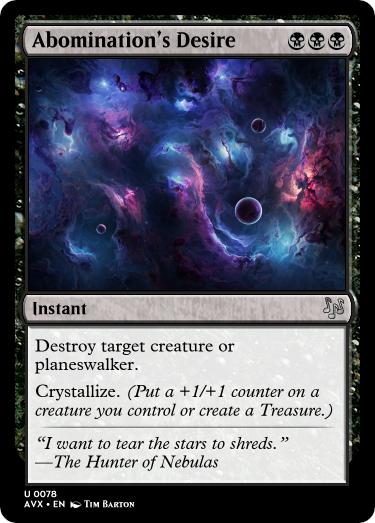 Abomination's Desire
Instant
Destroy target creature or
planeswalker.
Crystallize. (Put a +1/+1 counter on a
creature you control or create a Treasure.)
“I want to tear the stars to shreds.”
—The Hunter of Nebulas
U 0078
AVX • EN Tim Barton